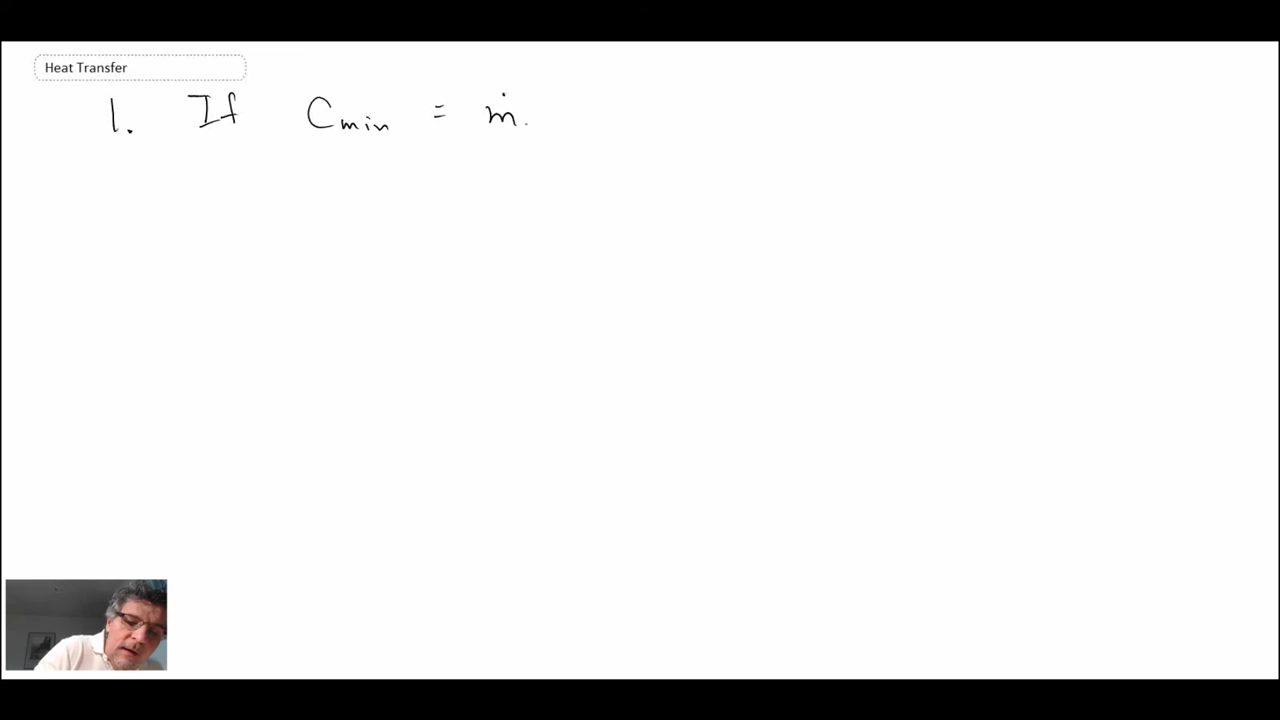 Heat Transfer
1. If Cmin = ṁ